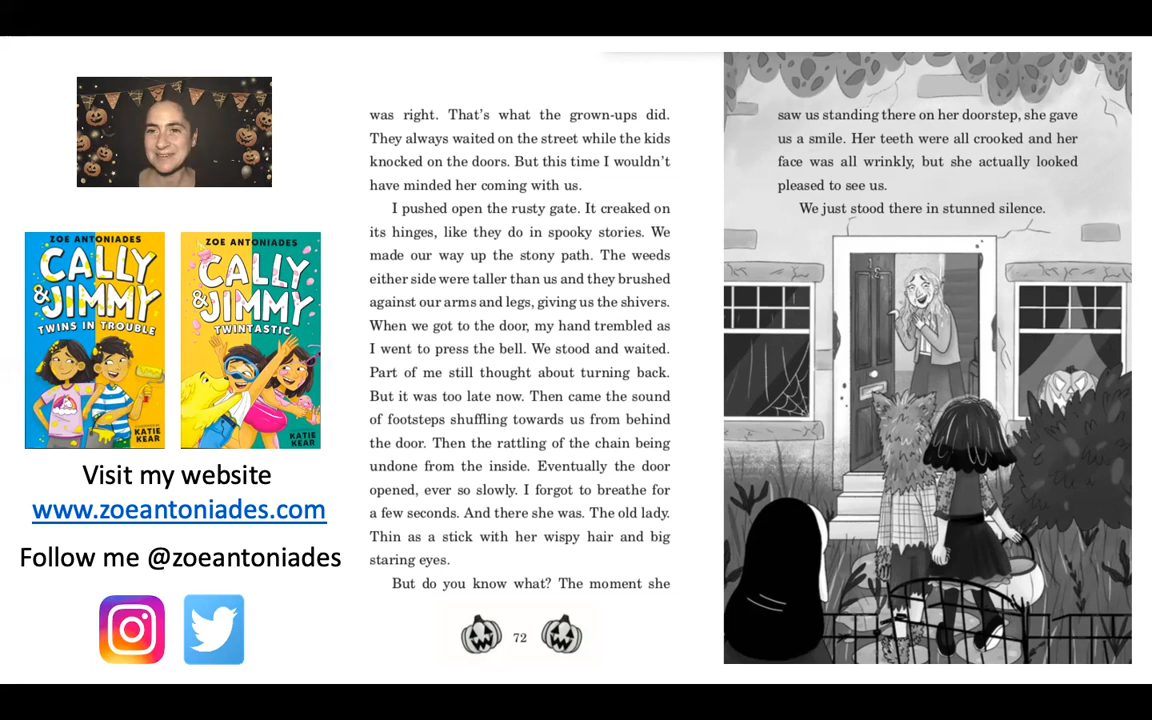 ZOE ANTONIADES
CALLY
& JIMMY
TWINS IN TROUBLE
ILLUSTRATED BY
KATIE
KEAR
ZOE ANTONIADES
CALLY
& JIMMY
TWINTASTIC
KATIE
KEAR
Visit my website
www.zoeantoniades.com
Follow me @zoeantoniades
was right. That’s what the grown-ups did.
They always waited on the street while the kids
knocked on the doors. But this time I wouldn’t
have minded her coming with us.
I pushed open the rusty gate. It creaked on
its hinges, like they do in spooky stories. We
made our way up the stony path. The weeds
either side were taller than us and they brushed
against our arms and legs, giving us the shivers.
When we got to the door, my hand trembled as
I went to press the bell. We stood and waited.
Part of me still thought about turning back.
But it was too late now. Then came the sound
of footsteps shuffling towards us from behind
the door. Then the rattling of the chain being
undone from the inside. Eventually the door
opened, ever so slowly. I forgot to breathe for
a few seconds. And there she was. The old lady.
Thin as a stick with her wispy hair and big
staring eyes.
But do you know what? The moment she
72
saw us standing there on her doorstep, she gave
us a smile. Her teeth were all crooked and her
face was all wrinkly, but she actually looked
pleased to see us.
We just stood there in stunned silence.